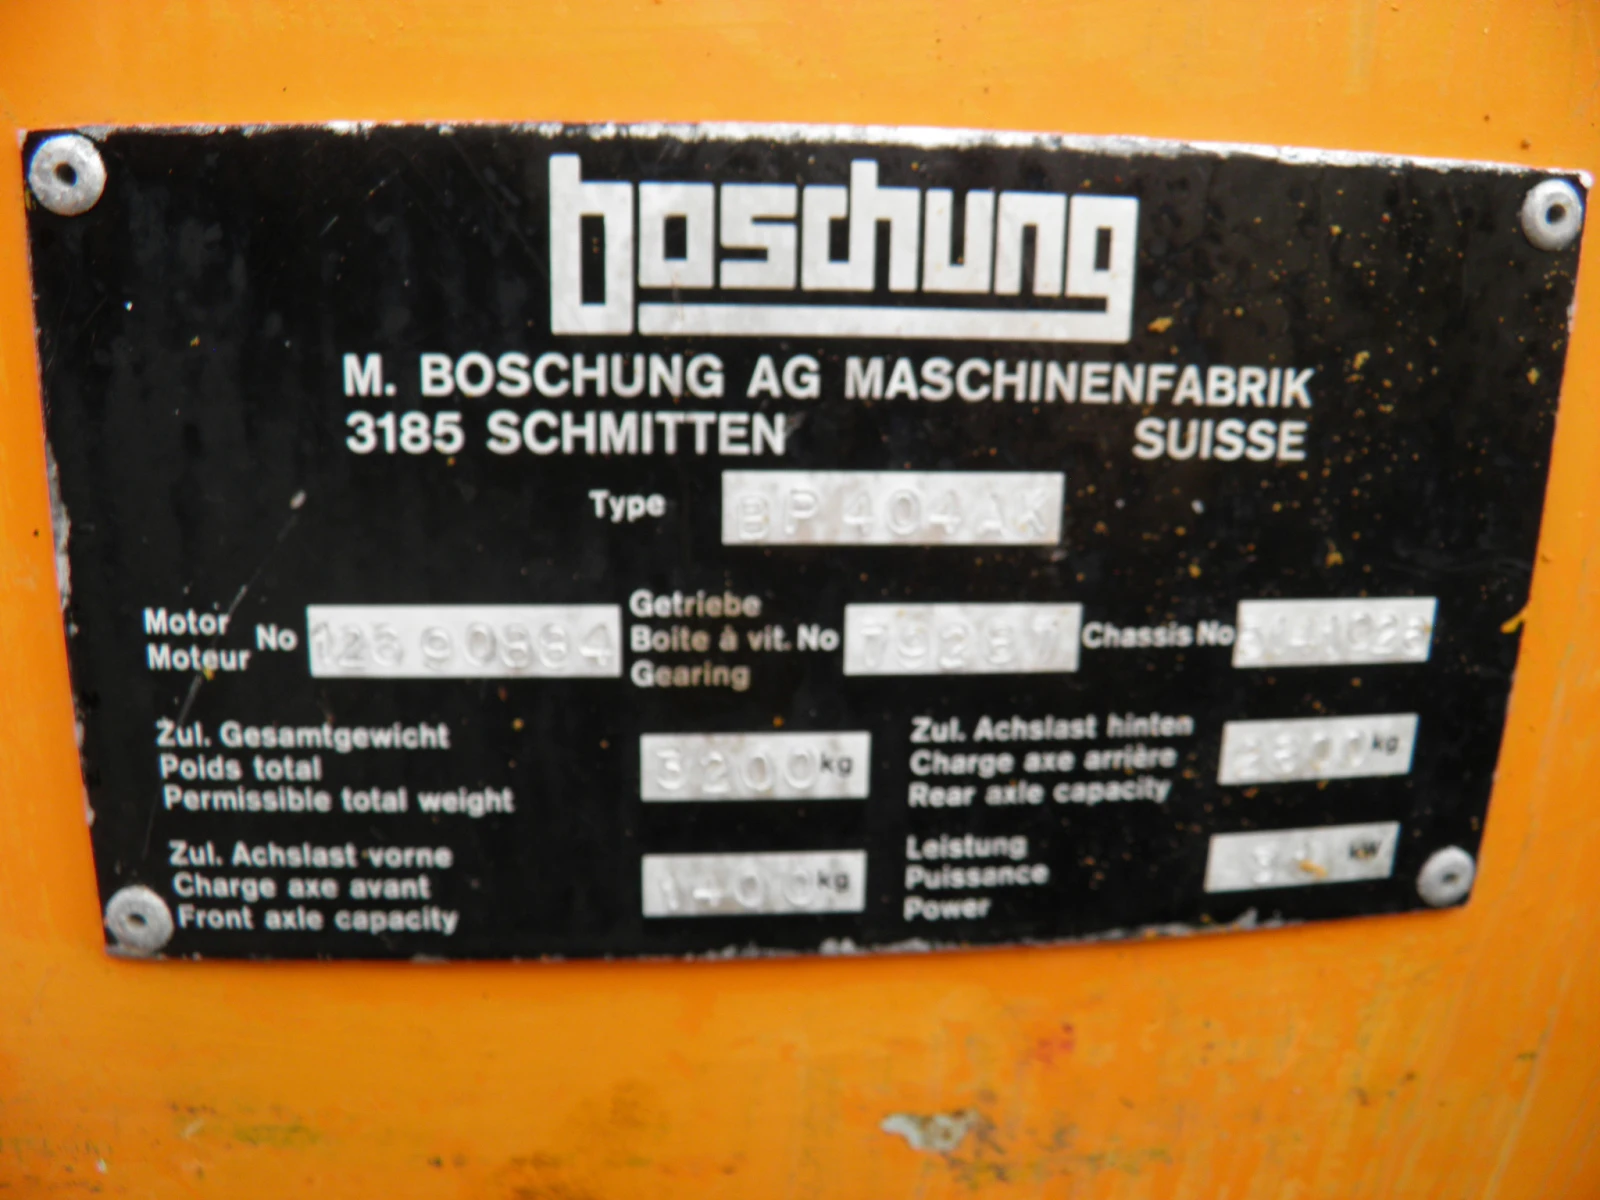 boschung
M. BOSCHUNG AG MASCHINENFABRIK
3185 SCHMITTEN SUISSE
Type BP 404AK
Motor
Moteur No
Getriebe
Boite à vit. No 79287
Gearing
Chassis No
Zul. Gesamtgewicht
Poids total 3200 kg
Permissible total weight
Zul. Achslast hinten
Charge axe arrière kg
Rear axle capacity
Zul. Achslast vorne
Charge axe avant 1400 kg
Front axle capacity
Leistung
Puissance kW
Power